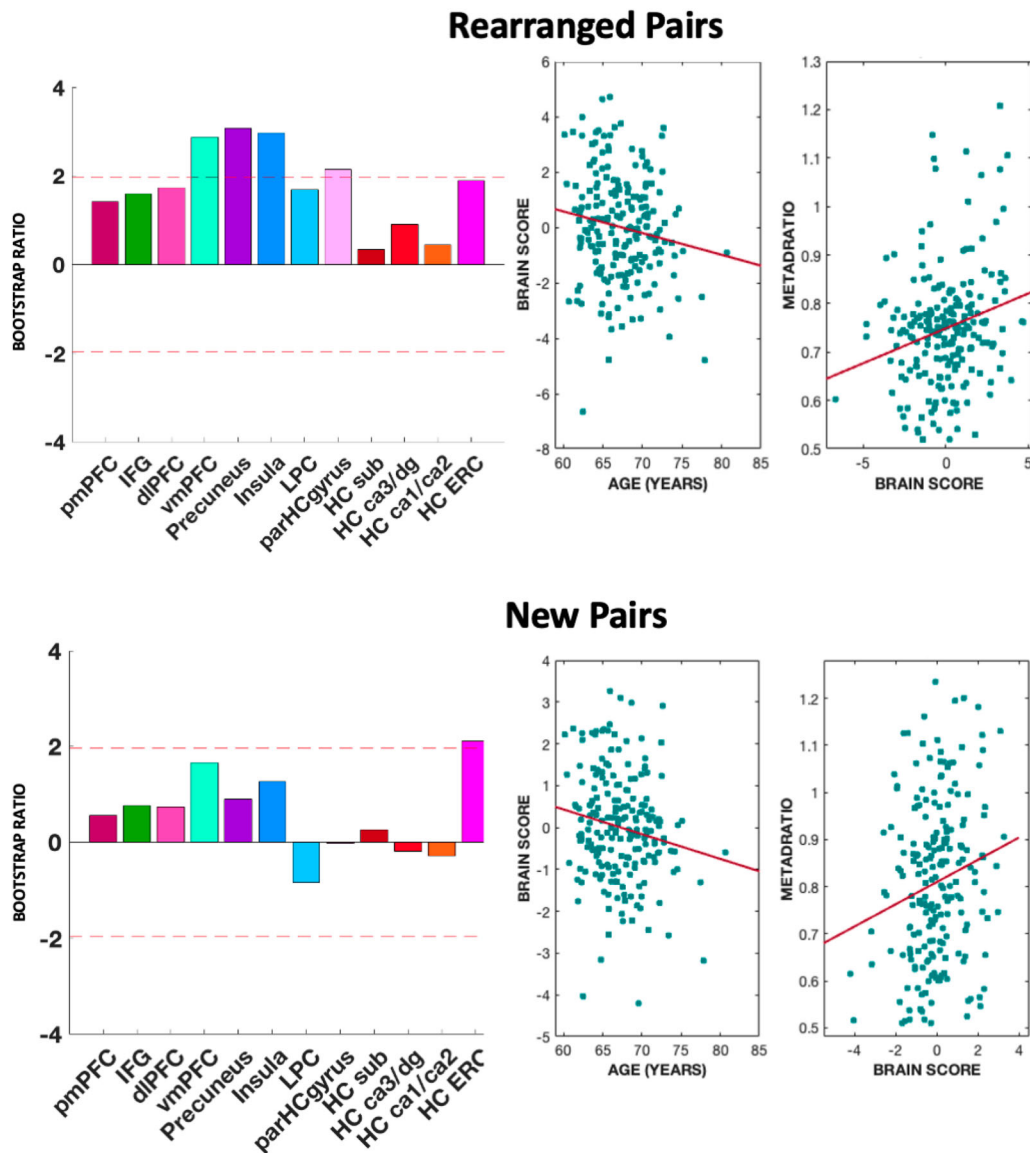 Rearranged Pairs
4
2
0
-2
-4
BOOTSTRAP RATIO
pmPFC
IFG
dlPFC
vmPFC
Precuneus
Insula
LPC
parHCgyrus
HC sub
HC ca3/dg
HC ca1/ca2
HC ERC
6
4
2
0
-2
-4
-6
-8
BRAIN SCORE
60 65 70 75 80 85
AGE (YEARS)
1.3
1.2
1.1
1
0.9
0.8
0.7
0.6
0.5
METADRATIO
-5 0 5
BRAIN SCORE
New Pairs
4
2
0
-2
-4
BOOTSTRAP RATIO
pmPFC
IFG
dlPFC
vmPFC
Precuneus
Insula
LPC
parHCgyrus
HC sub
HC ca3/dg
HC ca1/ca2
HC ERC
4
3
2
1
0
-1
-2
-3
-4
-5
BRAIN SCORE
60 65 70 75 80 85
AGE (YEARS)
1.2
1.1
1
0.9
0.8
0.7
0.6
0.5
METADRATIO
-4 -2 0 2 4
BRAIN SCORE